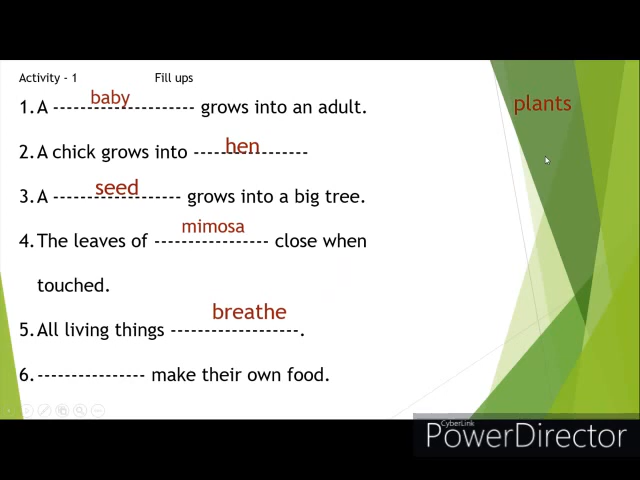 Activity - 1 Fill ups
baby
1. A --------------------- grows into an adult.
plants
hen
2. A chick grows into -----------------
seed
3. A ------------------- grows into a big tree.
mimosa
4. The leaves of ----------------- close when
touched.
breathe
5. All living things -------------------.
6. ---------------- make their own food.
CyberLink
PowerDirector